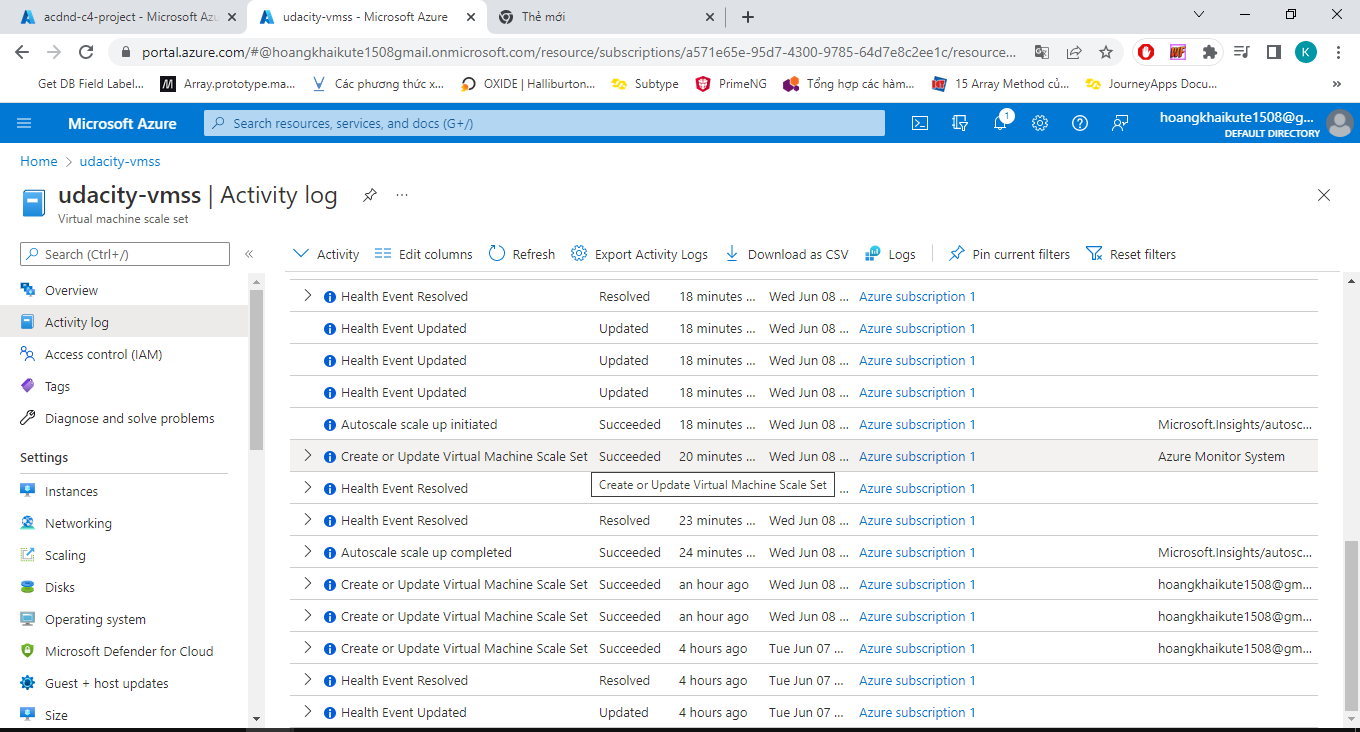 acdnd-c4-project - Microsoft Azu
udacity-vmss - Microsoft Azure
Thẻ mới
portal.azure.com/#@hoangkhaikute1508gmail.onmicrosoft.com/resource/subscriptions/a571e65e-95d7-4300-9785-64d7e8c2ee1c/resource...
K
Get DB Field Label...
Array.prototype.ma...
Các phương thức x...
OXIDE | Halliburton...
Subtype
PrimeNG
Tổng hợp các hàm...
15 Array Method củ...
JourneyApps Docu...
»
Microsoft Azure
Search resources, services, and docs (G+/)
1
hoangkhaikute1508@g...
DEFAULT DIRECTORY
Home > udacity-vmss
udacity-vmss | Activity log
...
Virtual machine scale set
Search (Ctrl+/)
«
Overview
Activity log
Access control (IAM)
Tags
Diagnose and solve problems
Settings
Instances
Networking
Scaling
Disks
Operating system
Microsoft Defender for Cloud
Guest + host updates
Size
Activity
Edit columns
Refresh
Export Activity Logs
Download as CSV
Logs
Pin current filters
Reset filters
Health Event Resolved Resolved 18 minutes ... Wed Jun 08 ... Azure subscription 1
Health Event Updated Updated 18 minutes ... Wed Jun 08 ... Azure subscription 1
Health Event Updated Updated 18 minutes ... Wed Jun 08 ... Azure subscription 1
Health Event Updated Updated 18 minutes ... Wed Jun 08 ... Azure subscription 1
Autoscale scale up initiated Succeeded 18 minutes ... Wed Jun 08 ... Azure subscription 1 Microsoft.Insights/autosc...
Create or Update Virtual Machine Scale Set Succeeded 20 minutes ... Wed Jun 08 ... Azure subscription 1 Azure Monitor System
Health Event Resolved ... Azure subscription 1
Create or Update Virtual Machine Scale Set
Health Event Resolved Resolved 23 minutes ... Wed Jun 08 ... Azure subscription 1
Autoscale scale up completed Succeeded 24 minutes ... Wed Jun 08 ... Azure subscription 1 Microsoft.Insights/autosc...
Create or Update Virtual Machine Scale Set Succeeded an hour ago Wed Jun 08 ... Azure subscription 1 hoangkhaikute1508@gm...
Create or Update Virtual Machine Scale Set Succeeded an hour ago Wed Jun 08 ... Azure subscription 1 hoangkhaikute1508@gm...
Create or Update Virtual Machine Scale Set Succeeded 4 hours ago Tue Jun 07 ... Azure subscription 1 hoangkhaikute1508@gm...
Health Event Resolved Resolved 4 hours ago Tue Jun 07 ... Azure subscription 1
Health Event Updated Updated 4 hours ago Tue Jun 07 ... Azure subscription 1